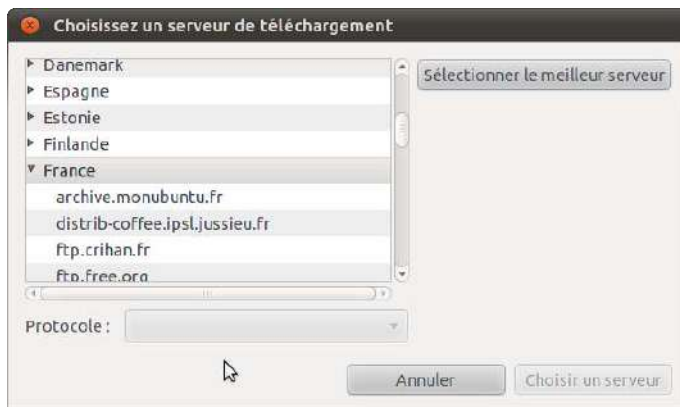 Choisissez un serveur de téléchargement
Danemark
Sélectionner le meilleur serveur
Espagne
Estonie
Finlande
France
archive.monubuntu.fr
distrib-coffee.ipsl.jussieu.fr
ftp.crihan.fr
ftp.free.org
Protocole :
Annuler
Choisir un serveur